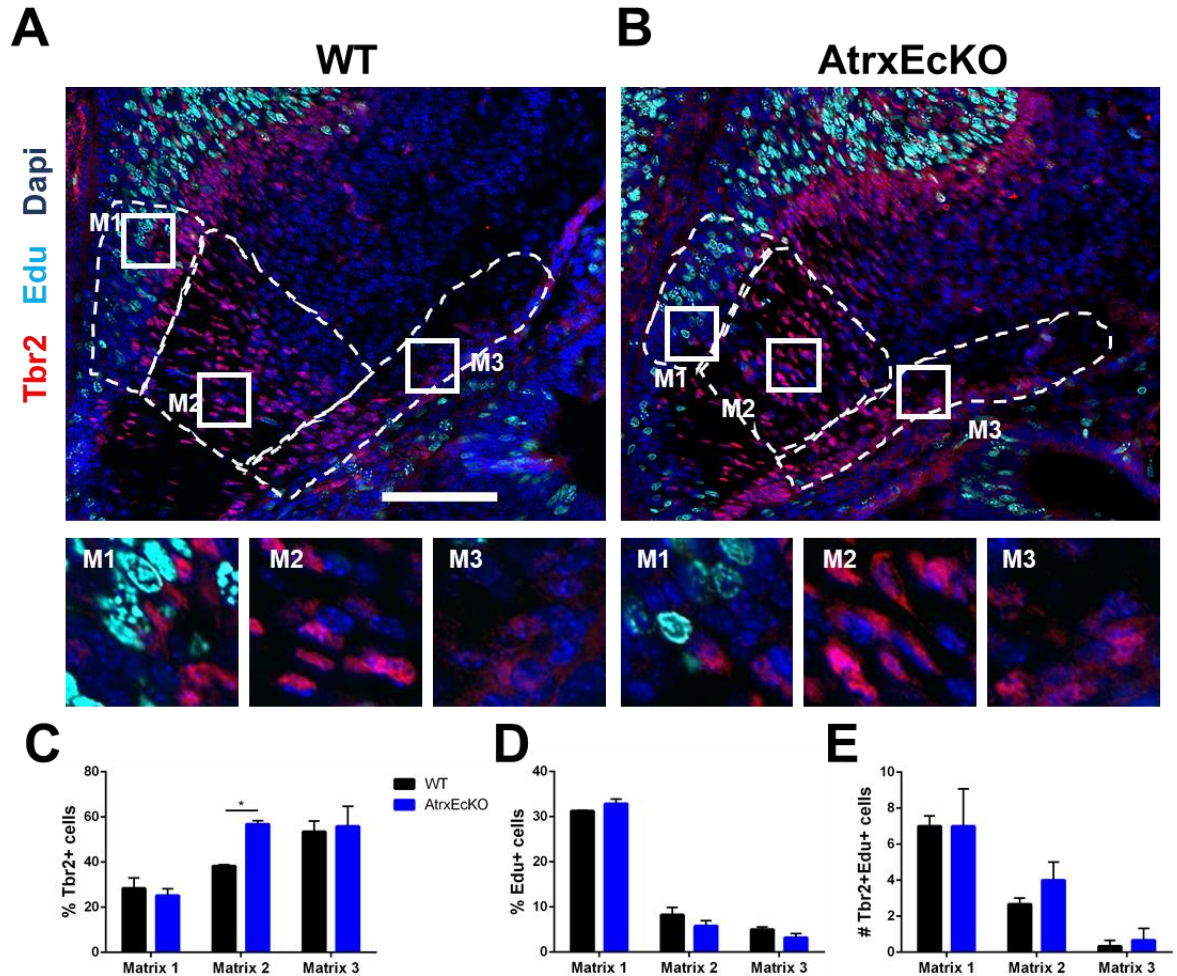 A
B
WT
AtrxEcKO
Tbr2 Edu Dapi
M1
M2
M3
M1
M2
M3
M1
M2
M3
M1
M2
M3
C
D
E
% Tbr2+ cells
80
60
40
20
0
*
Matrix 1
Matrix 2
Matrix 3
WT
AtrxEcKO
% Edu+ cells
40
30
20
10
0
Matrix 1
Matrix 2
Matrix 3
# Tbr2+Edu+ cells
10
8
6
4
2
0
Matrix 1
Matrix 2
Matrix 3